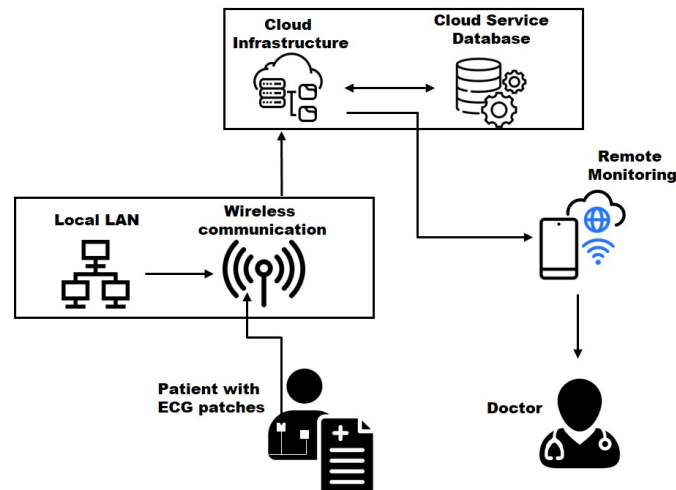 Cloud
Infrastructure
Cloud Service
Database
Remote
Monitoring
Local LAN
Wireless
communication
Patient with
ECG patches
Doctor